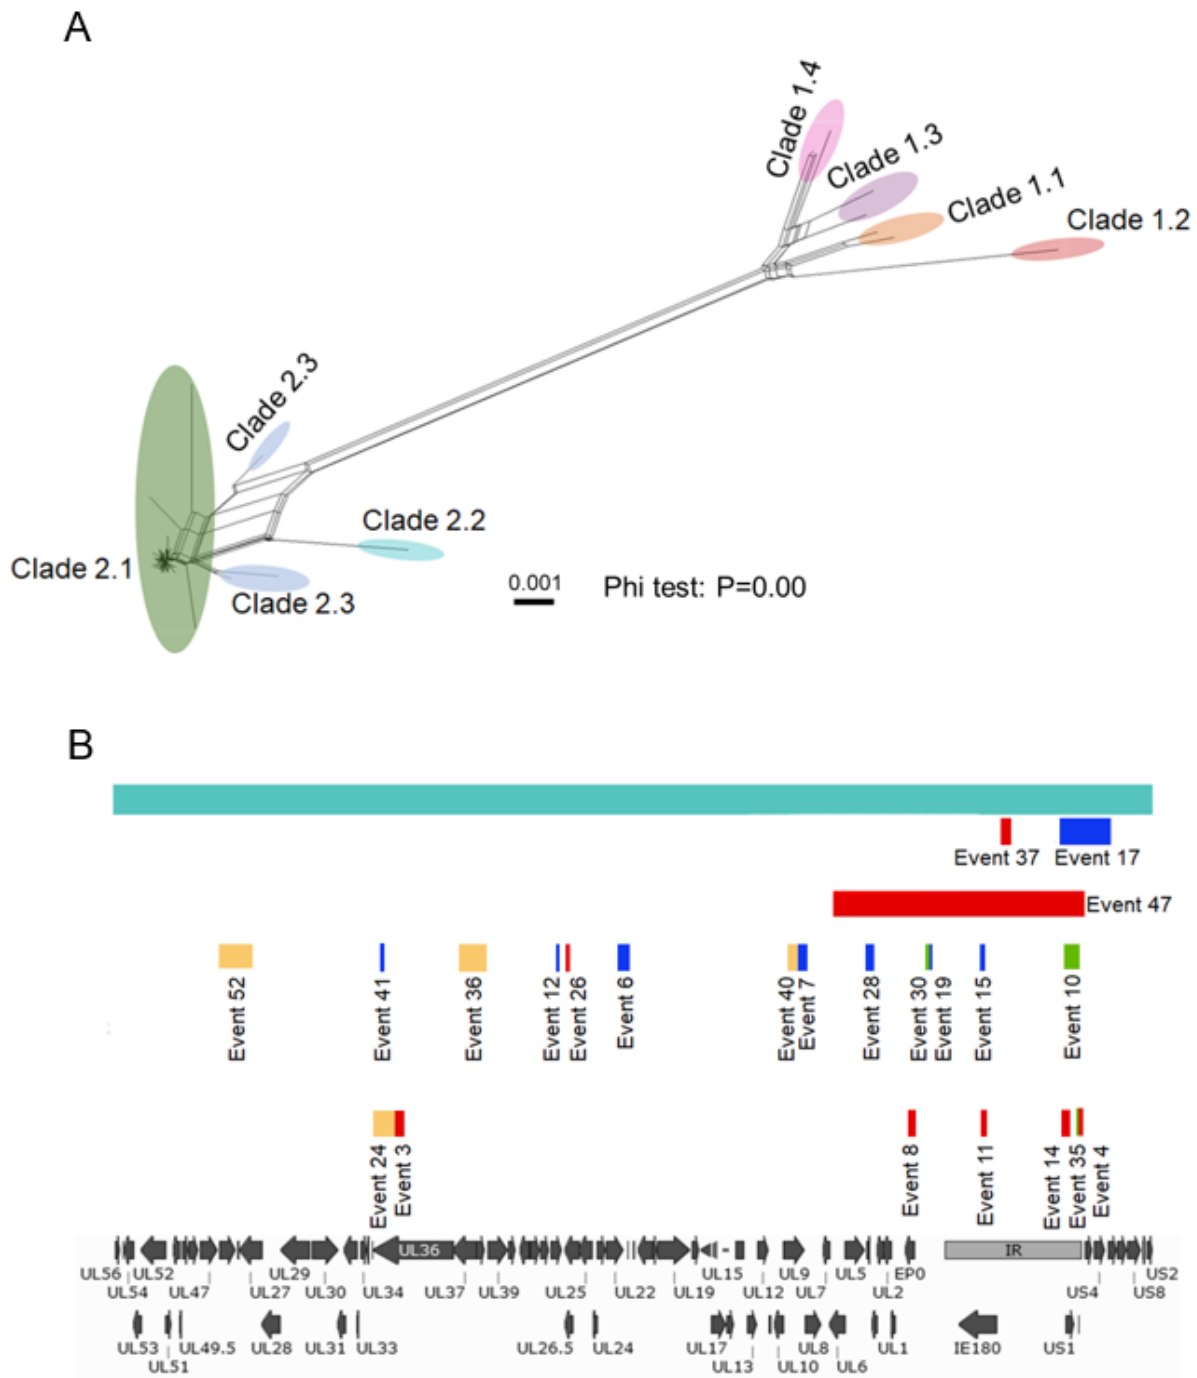 A
Clade 1.4
Clade 1.3
Clade 1.1
Clade 1.2
Clade 2.3
Clade 2.2
Clade 2.1
Clade 2.3
0.001
Phi test: P=0.00
B
Event 37 Event 17
Event 47
Event 52
Event 41
Event 36
Event 12
Event 26
Event 6
Event 40
Event 7
Event 28
Event 30
Event 19
Event 15
Event 10
Event 24
Event 3
Event 8
Event 11
Event 14
Event 35
Event 4
UL36 IR
UL56 UL52 UL29 UL15 UL9 UL5 EP0 US2
UL54 UL47 UL27 UL30 UL34 UL37 UL39 UL25 UL22 UL19 UL12 UL7 UL2 US4 US8
UL53 UL49.5 UL28 UL31 UL33 UL26.5 UL24 UL17 UL8 UL1 IE180 US1
UL51 UL13 UL10 UL6